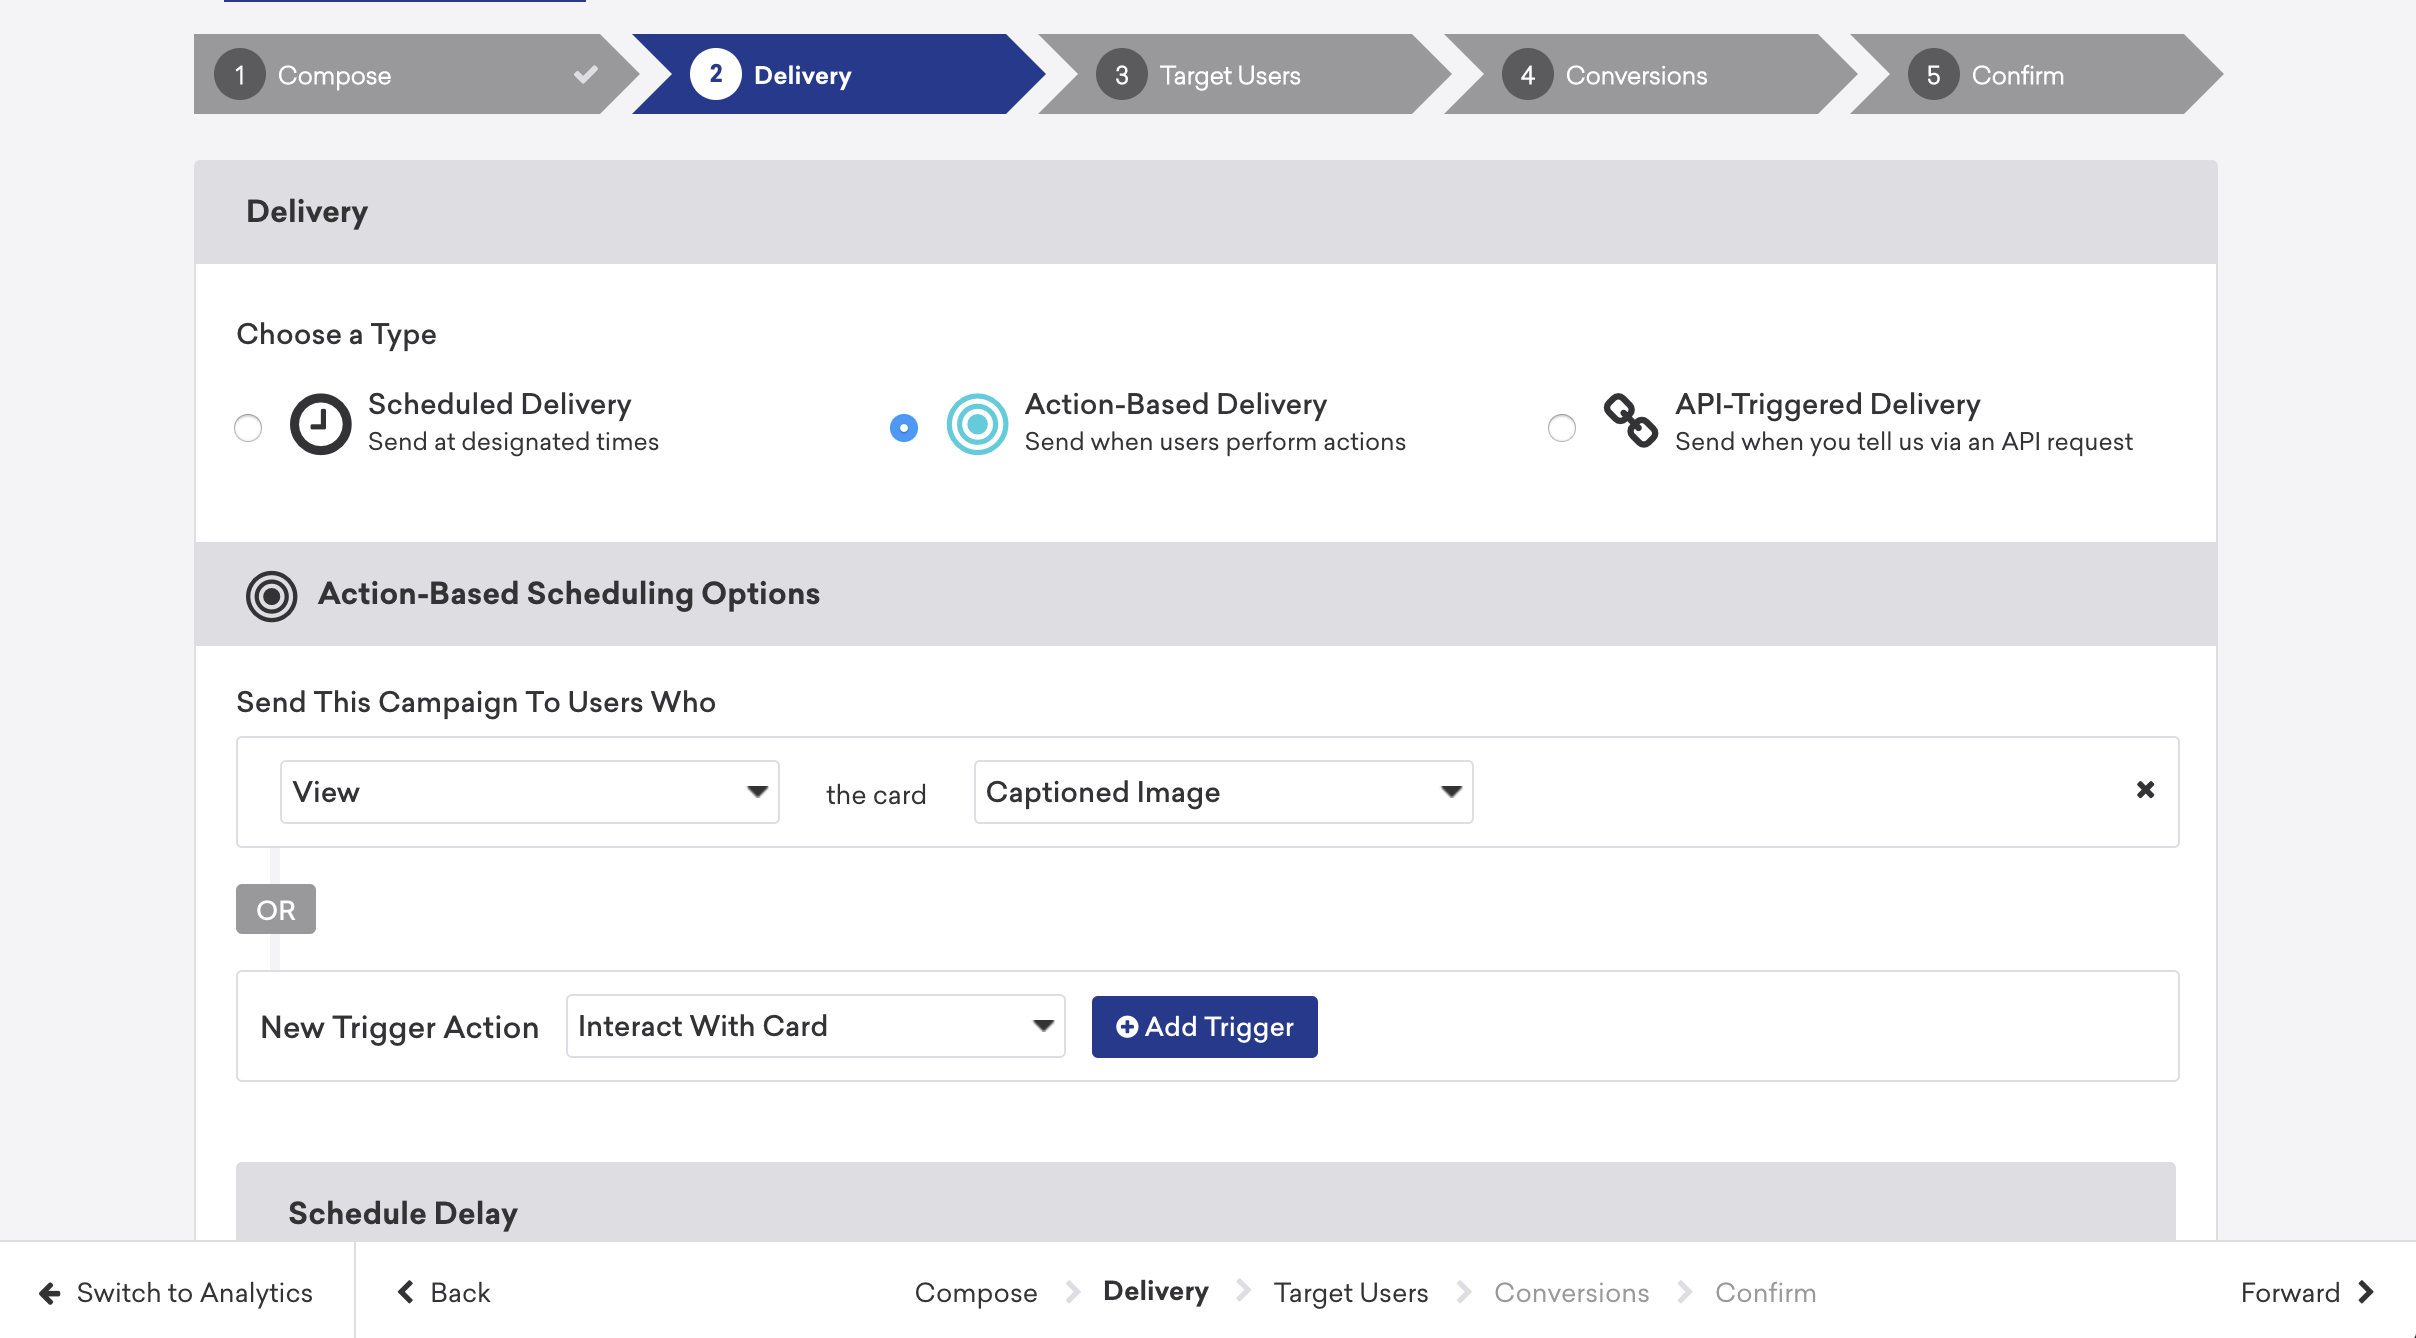 1 Compose
2 Delivery
3 Target Users
4 Conversions
5 Confirm
Delivery
Choose a Type
Scheduled Delivery
Send at designated times
Action-Based Delivery
Send when users perform actions
API-Triggered Delivery
Send when you tell us via an API request
Action-Based Scheduling Options
Send This Campaign To Users Who
View the card Captioned Image
OR
New Trigger Action Interact With Card Add Trigger
Schedule Delay
Switch to Analytics Back Compose Delivery Target Users Conversions Confirm Forward